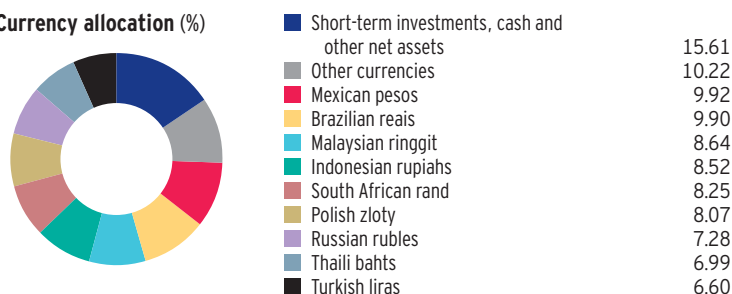 Currency allocation (%)
Short-term investments, cash and
other net assets 15.61
Other currencies 10.22
Mexican pesos 9.92
Brazilian reais 9.90
Malaysian ringgit 8.64
Indonesian rupiahs 8.52
South African rand 8.25
Polish zloty 8.07
Russian rubles 7.28
Thaili bahts 6.99
Turkish liras 6.60